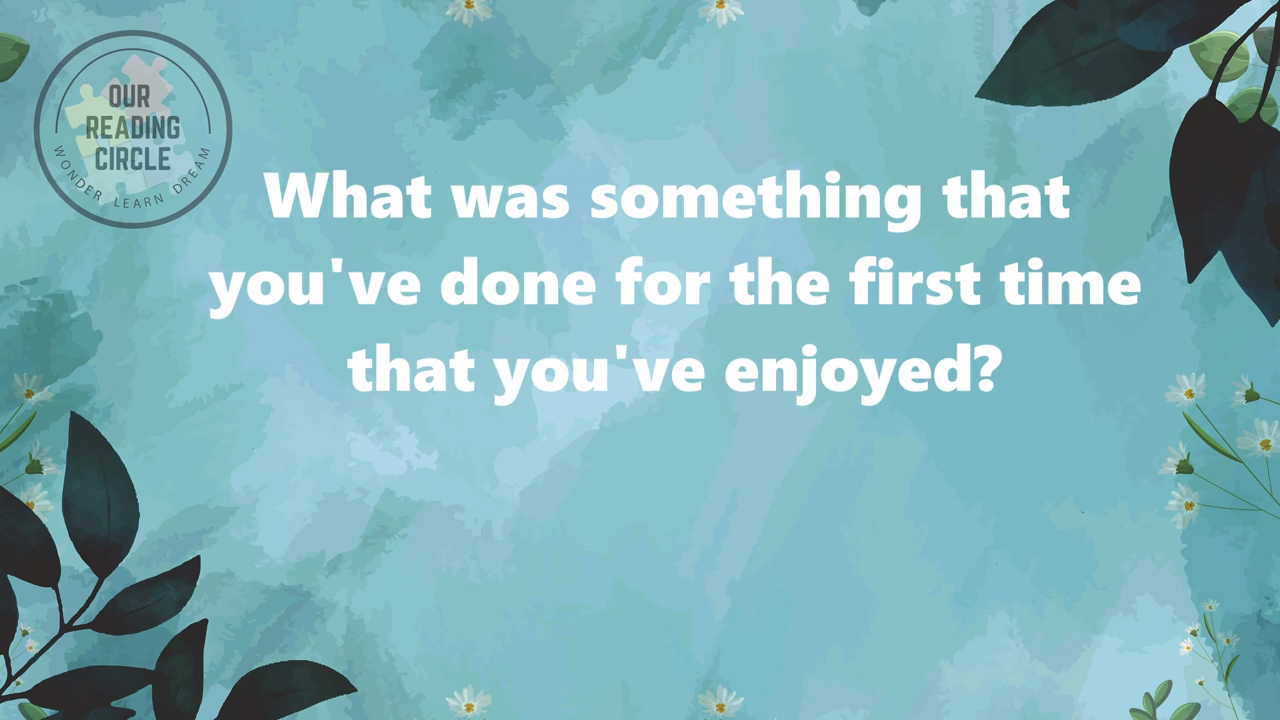 OUR
READING
CIRCLE
WONDER LEARN DREAM
What was something that
you've done for the first time
that you've enjoyed?